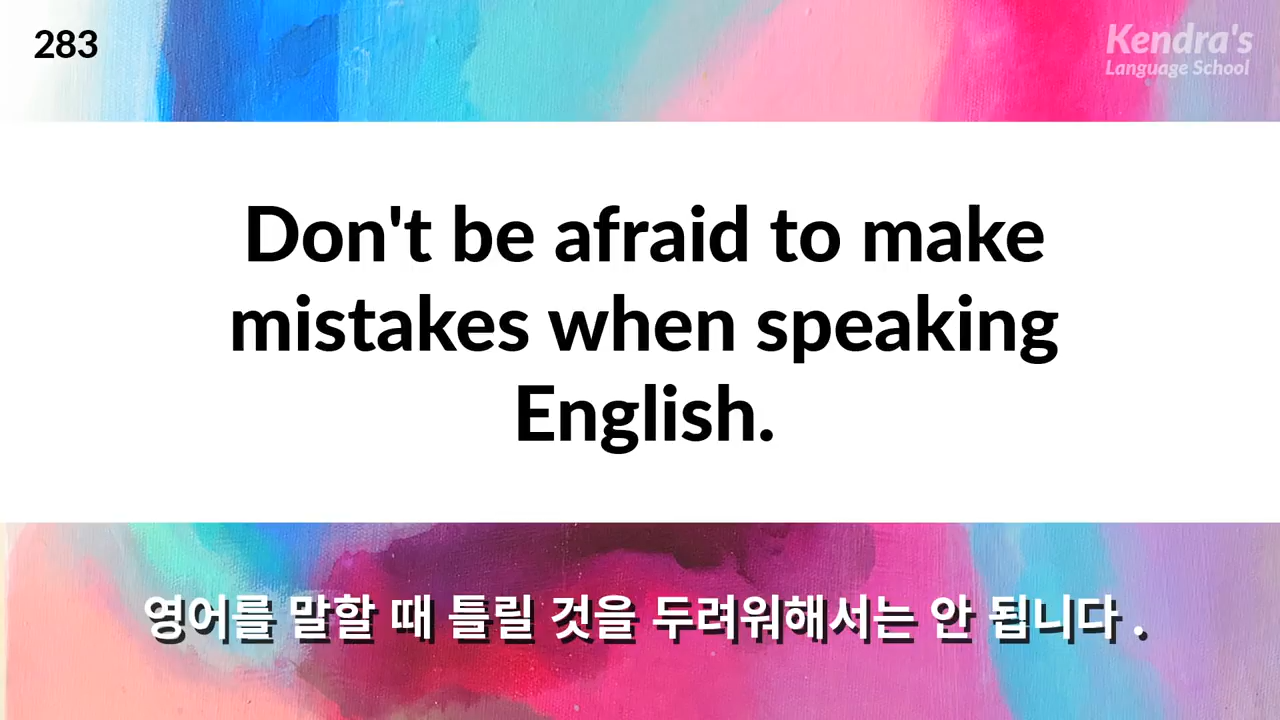 283
Kendra's
Language School
Don't be afraid to make
mistakes when speaking
English.
영어를 말할 때 틀릴 것을 두려워해서는 안 됩니다 .